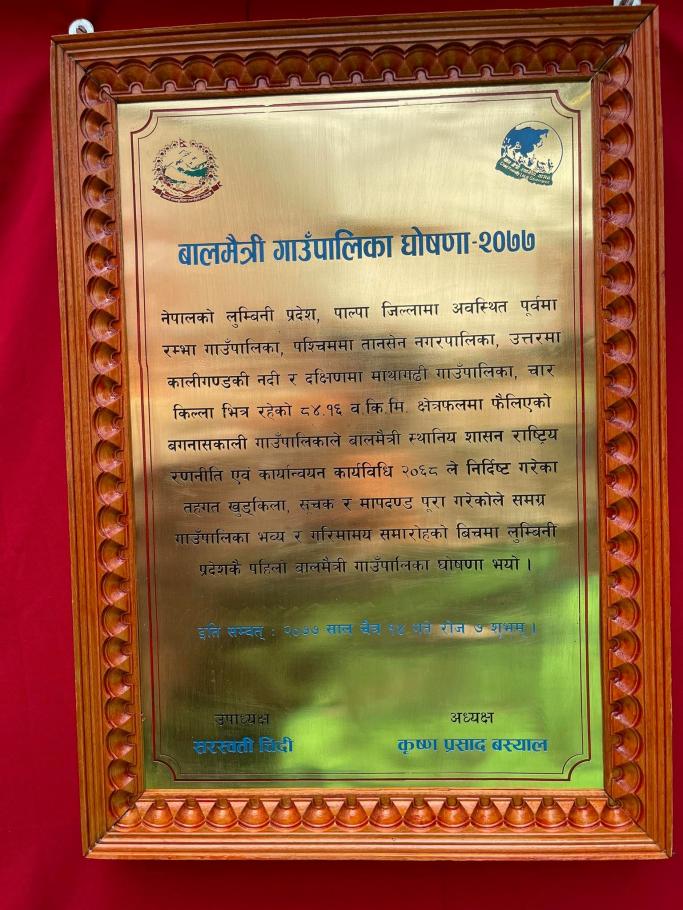 बालमैत्री गाउँपालिका घोषणा-२०७७
नेपालको लुम्बिनी प्रदेश, पाल्पा जिल्लामा अवस्थित पूर्वमा
रम्भा गाउँपालिका, पश्चिममा तानसेन नगरपालिका, उत्तरमा
कालीगण्डकी नदी र दक्षिणमा माथागढी गाउँपालिका, चार
किल्ला भित्र रहेको ८४.१६ व.कि.मि. क्षेत्रफलमा फैलिएको
बगनासकाली गाउँपालिकाले बालमैत्री स्थानिय शासन राष्ट्रिय
रणनीति एवं कार्यान्वयन कार्यविधि २०६८ ले निर्दिष्ट गरेका
तहगत खुड्किला, सूचक र मापदण्ड पूरा गरेकोले समग्र
गाउँपालिका भव्य र गरिमामय समारोहको बिचमा लुम्बिनी
प्रदेशकै पहिलो बालमैत्री गाउँपालिका घोषणा भयो ।
इति सम्वत् : २०७७ साल चैत्र १४ गते रोज ७ शुभम् ।
उपाध्यक्ष अध्यक्ष
सरस्वती चिदी कृष्ण प्रसाद बस्याल